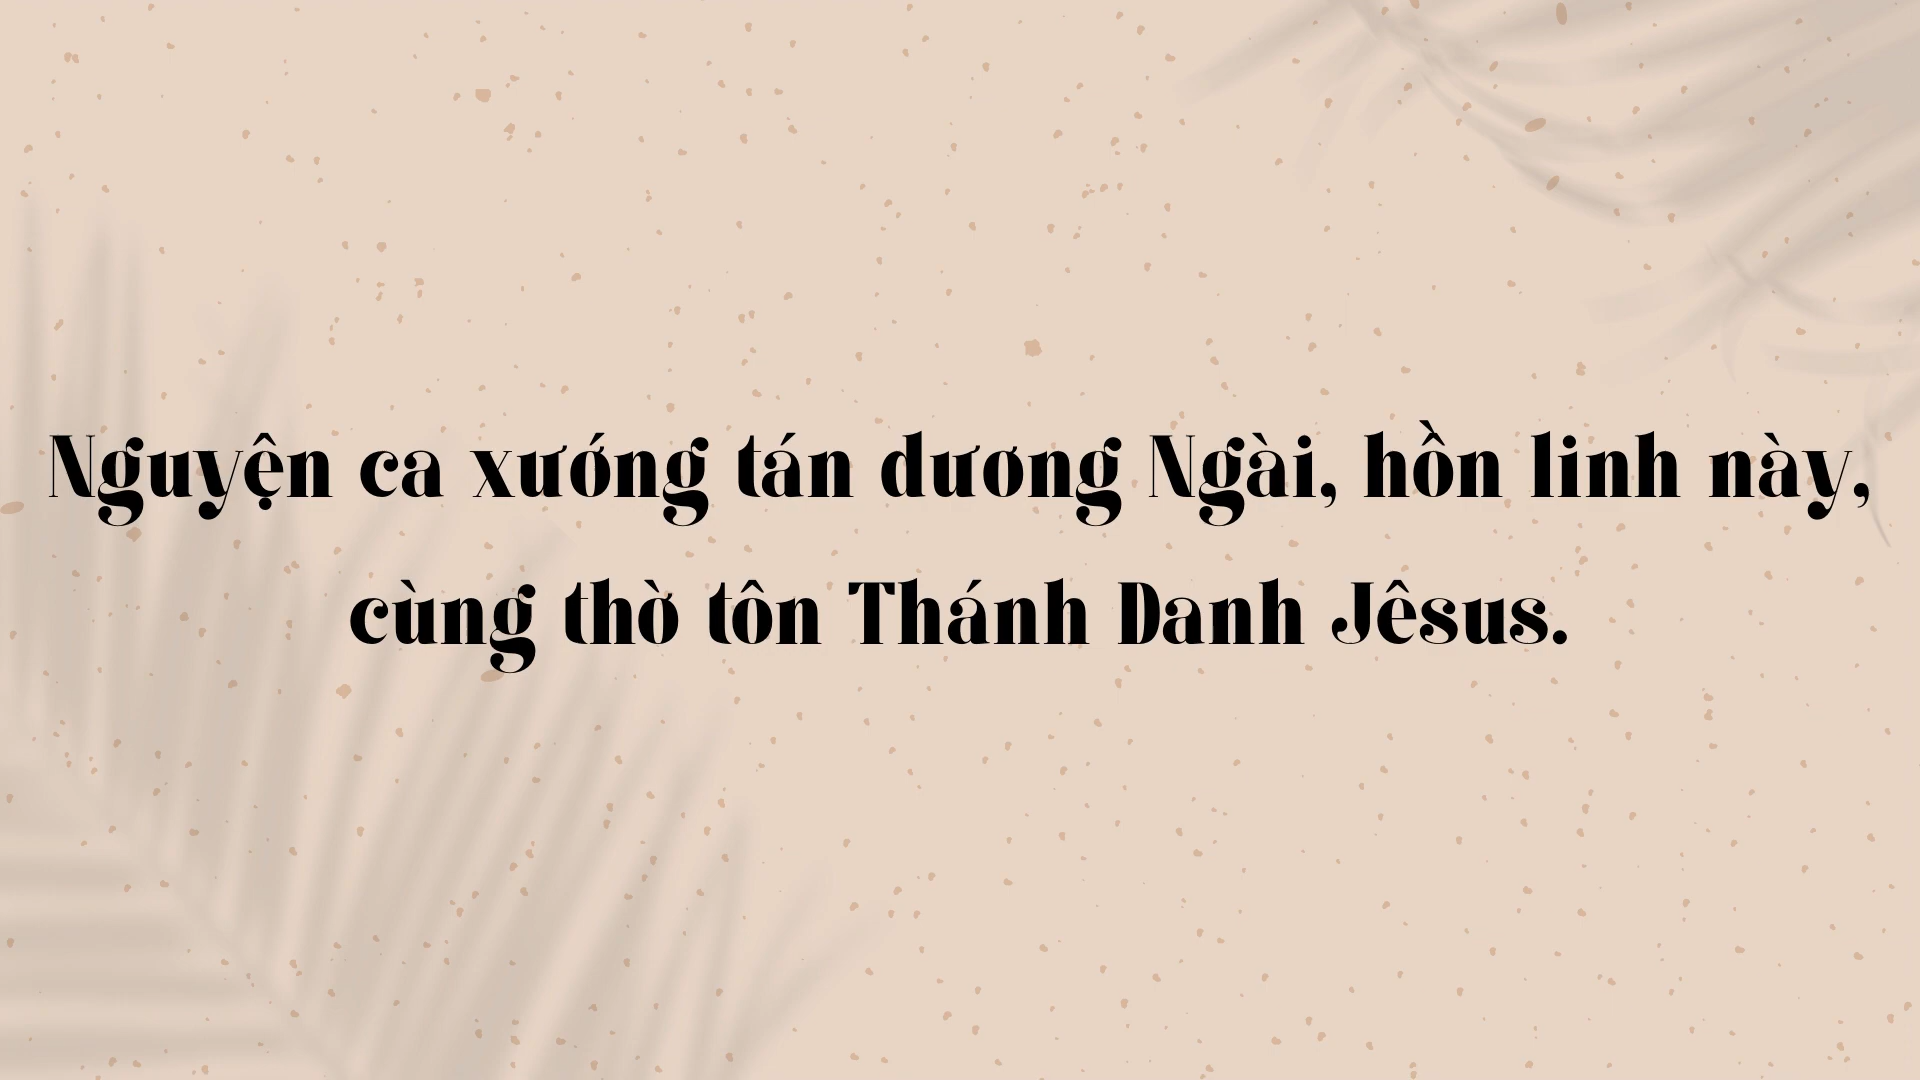 Nguyện ca xướng tán dương Ngài, hồn linh này,
cùng thờ tôn Thánh Danh Jêsus.